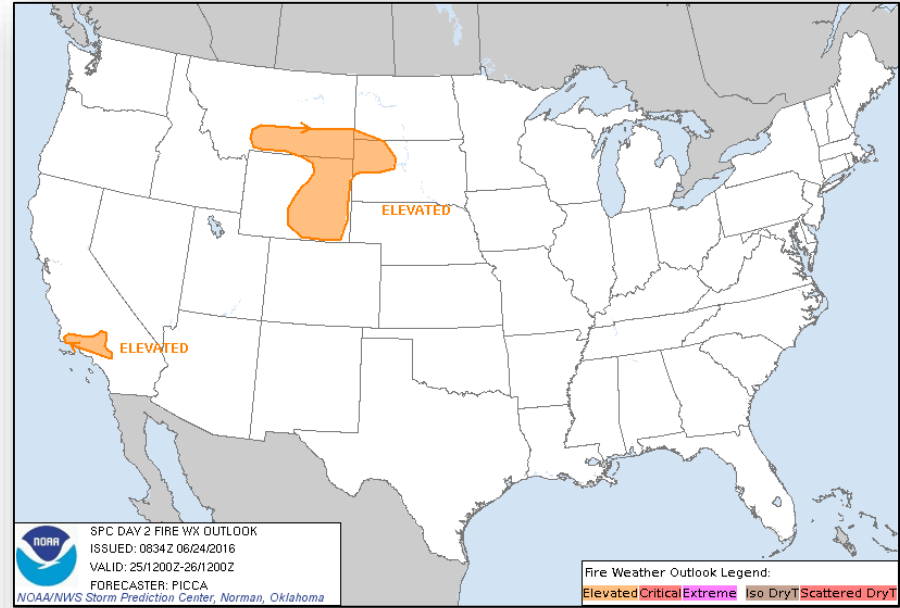 ELEVATED
ELEVATED
NOAA
SPC DAY 2 FIRE WX OUTLOOK
ISSUED: 0834Z 06/24/2016
VALID: 25/1200Z-26/1200Z
FORECASTER: PICCA
NOAA/NWS Storm Prediction Center, Norman, Oklahoma
Fire Weather Outlook Legend:
Elevated Critical Extreme Iso DryT Scattered DryT